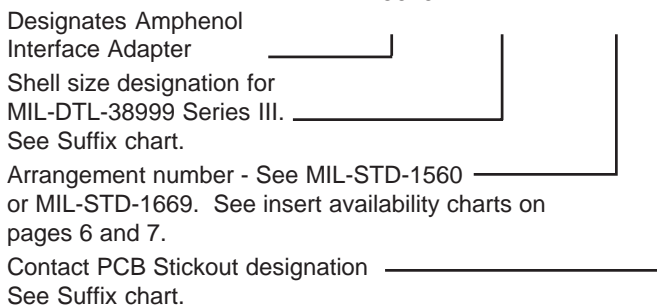 Designates Amphenol
Interface Adapter
Shell size designation for
MIL-DTL-38999 Series III.
See Suffix chart.
Arrangement number - See MIL-STD-1560
or MIL-STD-1669. See insert availability charts on
pages 6 and 7.
Contact PCB Stickout designation
See Suffix chart.